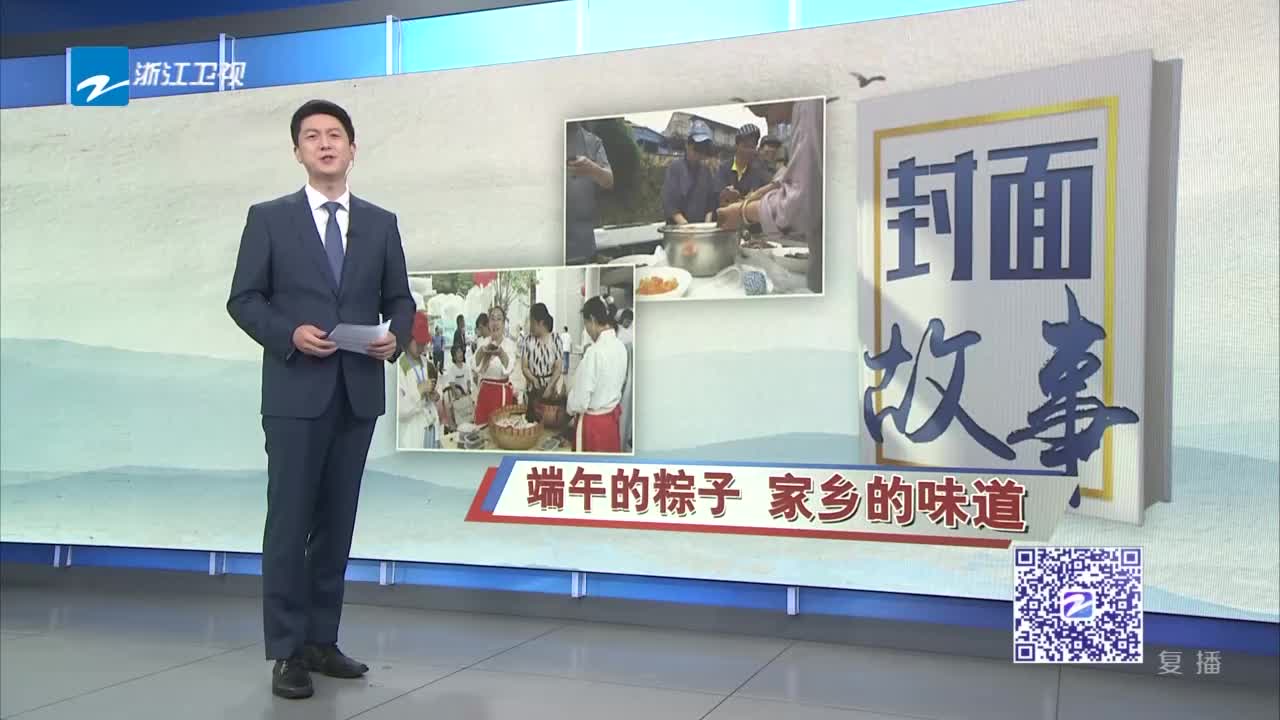 浙江卫视
封面
故事
端午的粽子 家乡的味道
复播